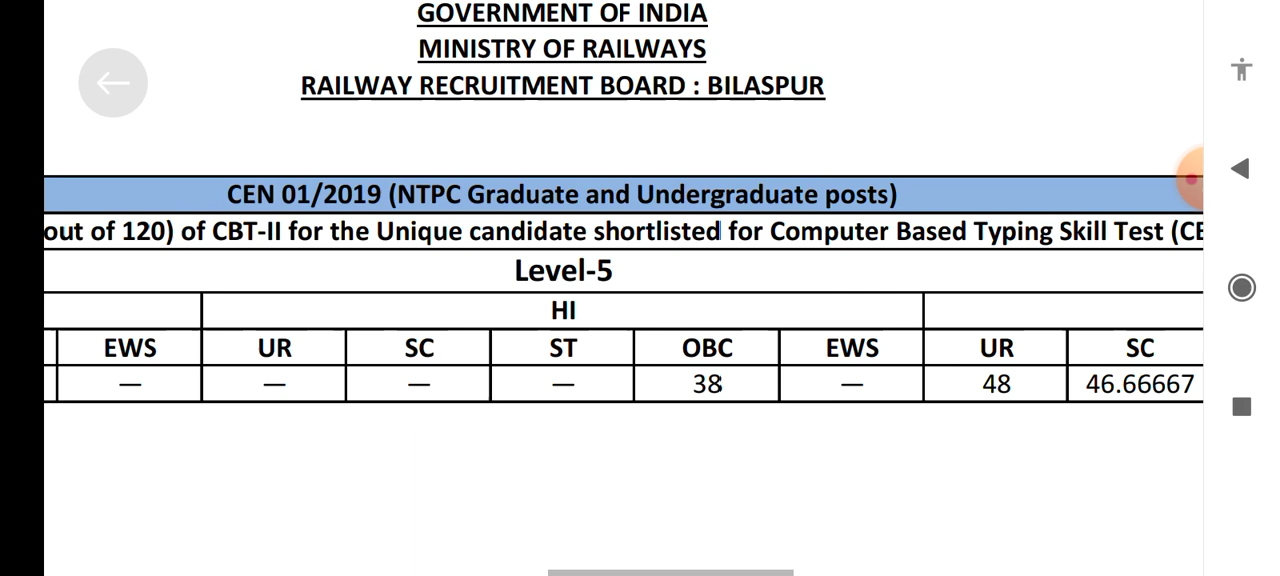 GOVERNMENT OF INDIA
MINISTRY OF RAILWAYS
RAILWAY RECRUITMENT BOARD : BILASPUR
CEN 01/2019 (NTPC Graduate and Undergraduate posts)
out of 120) of CBT-II for the Unique candidate shortlisted for Computer Based Typing Skill Test
Level-5
HI
EWS UR SC ST OBC EWS UR SC
— — — — 38 — 48 46.66667